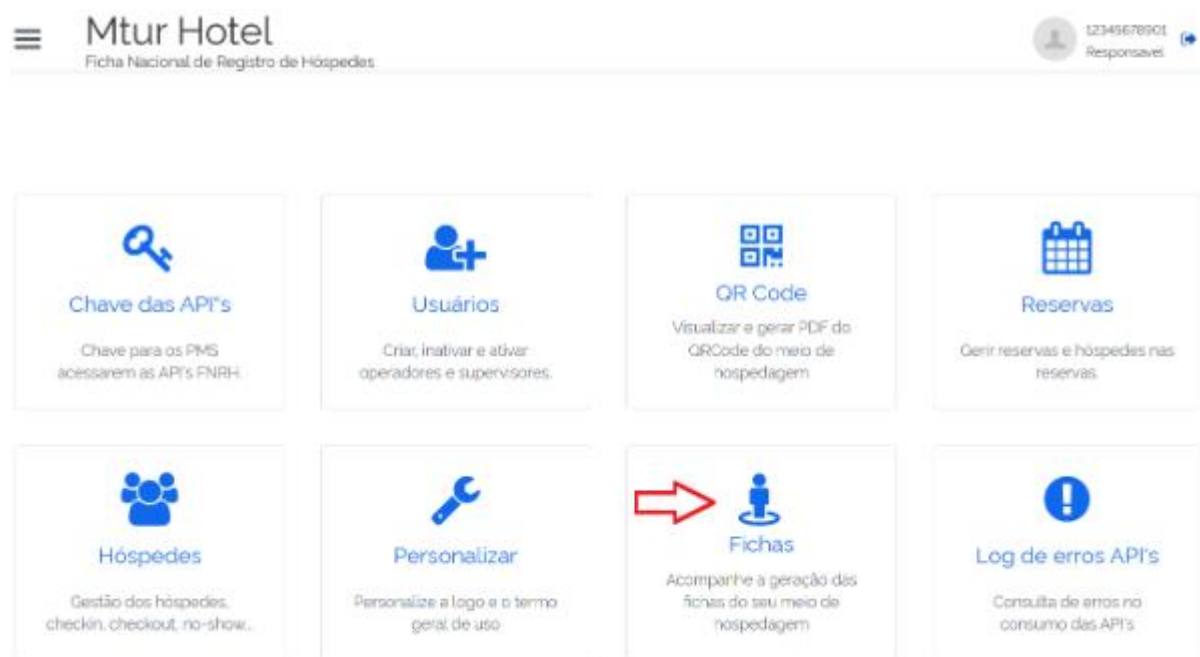 Mtur Hotel
Ficha Nacional de Registro de Hóspedes
12345678901
Responsavel
Chave das API"s
Chave para os PMS
acessarem as API's FNRH.
Usuários
Criar, inativar e ativar
operadores e supervisores.
QR Code
Visualizar e gerar PDF do
QRCode do meio de
hospedagem
Reservas
Gerir reservas e hóspedes nas
reservas.
Hóspedes
Gestão dos hóspedes,
checkin, checkout, no-show...
Personalizar
Personalize a logo e o termo
geral de uso
Fichas
Acompanhe a geração das
fichas do seu meio de
hospedagem
Log de erros API's
Consulta de erros no
consumo das API's